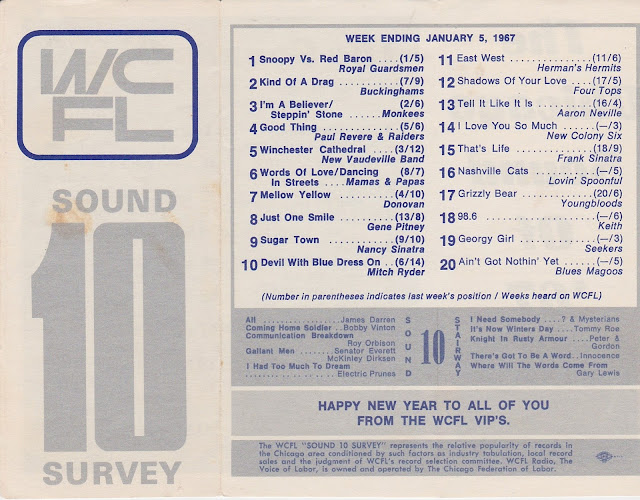 WCFL
SOUND
10
SURVEY
WEEK ENDING JANUARY 5, 1967
1 Snoopy Vs. Red Baron ....(1/5)
Royal Guardsmen
2 Kind Of A Drag .......(7/9)
Buckinghams
3 I'm A Believer/ (2/6)
Steppin' Stone ......Monkees
4 Good Thing ..........(5/6)
Paul Revere & Raiders
5 Winchester Cathedral ..(3/12)
New Vaudeville Band
6 Words Of Love/Dancing (8/7)
In Streets ...Mamas & Papas
7 Mellow Yellow .......(4/10)
Donovan
8 Just One Smile ......(13/8)
Gene Pitney
9 Sugar Town .........(9/10)
Nancy Sinatra
10 Devil With Blue Dress On ..(6/14)
Mitch Ryder
11 East West .............(11/6)
Herman's Hermits
12 Shadows Of Your Love ....(17/5)
Four Tops
13 Tell It Like It Is .......(16/4)
Aaron Neville
14 I Love You So Much ......(—/3)
New Colony Six
15 That's Life ..............(18/9)
Frank Sinatra
16 Nashville Cats ..........(—/5)
Lovin' Spoonful
17 Grizzly Bear ...........(20/6)
Youngbloods
18 98.6 ..................(—/6)
Keith
19 Georgy Girl ............(—/3)
Seekers
20 Ain't Got Nothin' Yet .....(—/5)
Blues Magoos
(Number in parentheses indicates last week's position / Weeks heard on WCFL)
All ..................James Darren
Coming Home Soldier ..Bobby Vinton
Communication Breakdown
Roy Orbison
Gallant Men ........Senator Everett
McKinley Dirksen
I Had Too Much To Dream
..................Electric Prunes
SOUND
10
STAIRWAY
I Need Somebody ....? & Mysterians
It's Now Winters Day ....Tommy Roe
Knight In Rusty Armour ....Peter &
Gordon
There's Got To Be A Word..Innocence
Where Will The Words Come From
Gary Lewis
HAPPY NEW YEAR TO ALL OF YOU
FROM THE WCFL VIP'S.
The WCFL "SOUND 10 SURVEY" represents the relative popularity of records in
the Chicago area conditioned by such factors as industry tabulation, local record
sales and the judgment of WCFL's record selection committee. WCFL Radio, The
Voice of Labor, is owned and operated by The Chicago Federation of Labor.